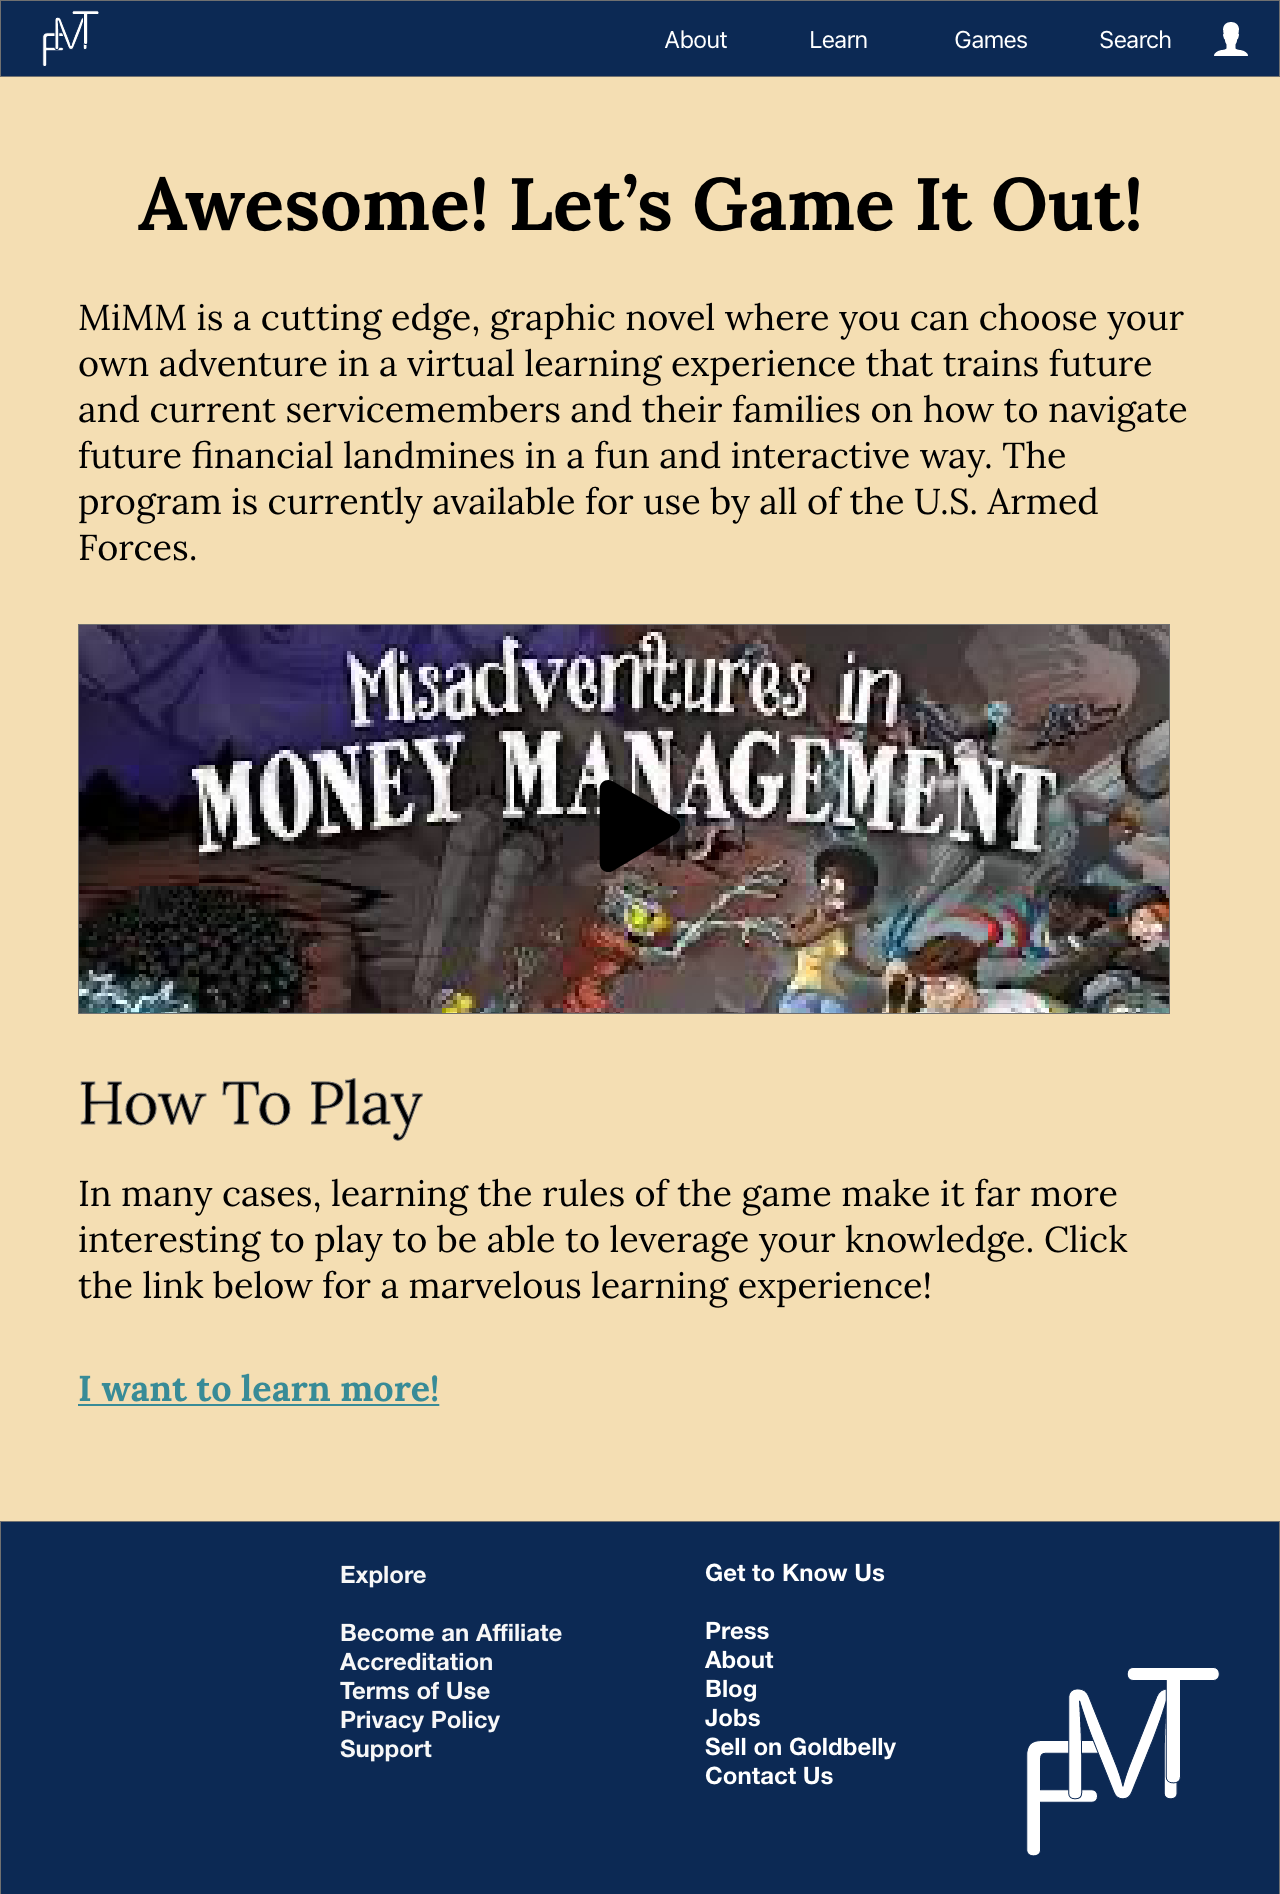 FMT
About Learn Games Search
Awesome! Let’s Game It Out!
MiMM is a cutting edge, graphic novel where you can choose your
own adventure in a virtual learning experience that trains future
and current servicemembers and their families on how to navigate
future financial landmines in a fun and interactive way. The
program is currently available for use by all of the U.S. Armed
Forces.
Misadventures in
MONEY MANAGEMENT
How To Play
In many cases, learning the rules of the game make it far more
interesting to play to be able to leverage your knowledge. Click
the link below for a marvelous learning experience!
I want to learn more!
Explore
Become an Affiliate
Accreditation
Terms of Use
Privacy Policy
Support
Get to Know Us
Press
About
Blog
Jobs
Sell on Goldbelly
Contact Us
FMT